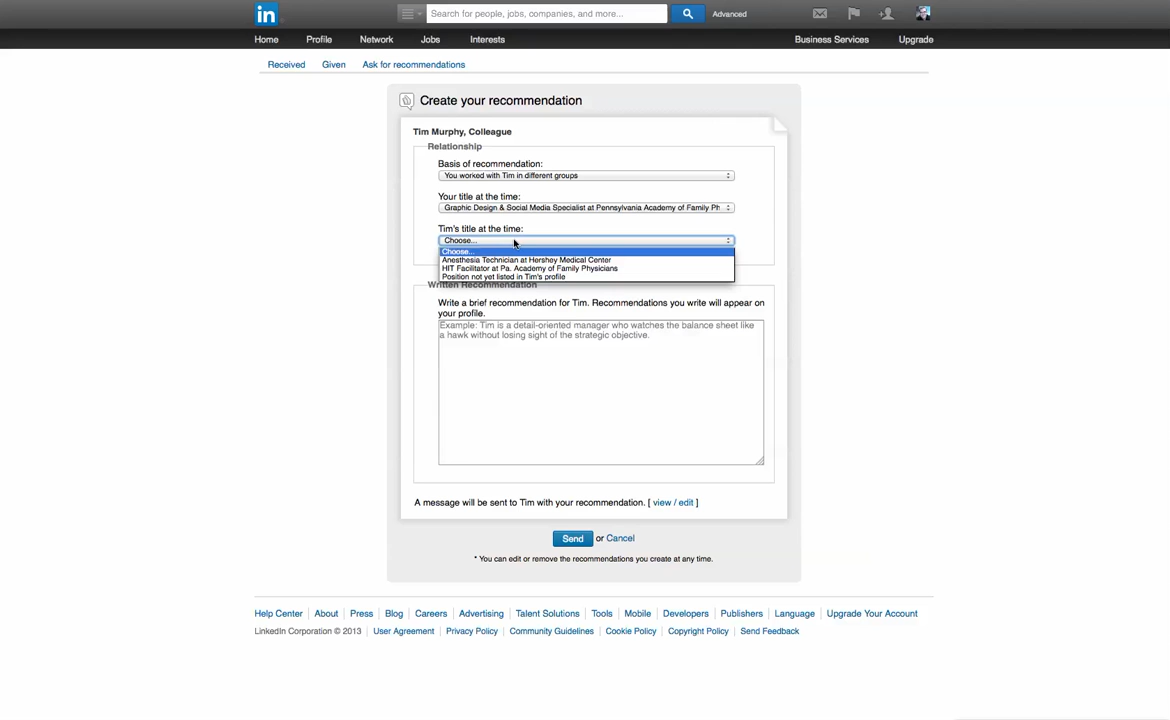 in
Search for people, jobs, companies, and more...
Advanced
Home Profile Network Jobs Interests Business Services Upgrade
Received Given Ask for recommendations
Create your recommendation
Tim Murphy, Colleague
Relationship
Basis of recommendation:
You worked with Tim in different groups
Your title at the time:
Graphic Design & Social Media Specialist at Pennsylvania Academy of Family Ph
Tim's title at the time:
Choose...
Choose...
Anesthesia Technician at Hershey Medical Center
HIT Facilitator at Pa. Academy of Family Physicians
Position not yet listed in Tim's profile
Written Recommendation
Write a brief recommendation for Tim. Recommendations you write will appear on
your profile.
Example: Tim is a detail-oriented manager who watches the balance sheet like
a hawk without losing sight of the strategic objective.
A message will be sent to Tim with your recommendation. [ view / edit ]
Send or Cancel
* You can edit or remove the recommendations you create at any time.
Help Center About Press Blog Careers Advertising Talent Solutions Tools Mobile Developers Publishers Language Upgrade Your Account
LinkedIn Corporation © 2013 User Agreement Privacy Policy Community Guidelines Cookie Policy Copyright Policy Send Feedback